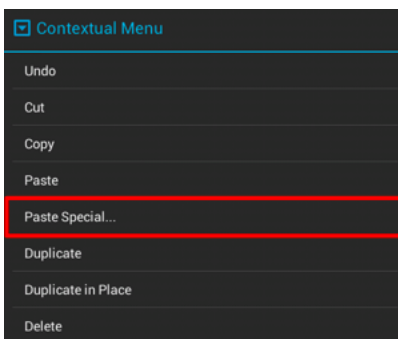 Contextual Menu
Undo
Cut
Copy
Paste
Paste Special...
Duplicate
Duplicate in Place
Delete